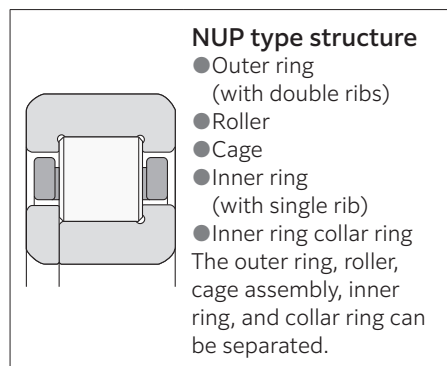 NUP type structure
●Outer ring
(with double ribs)
●Roller
●Cage
●Inner ring
(with single rib)
●Inner ring collar ring
The outer ring, roller,
cage assembly, inner
ring, and collar ring can
be separated.